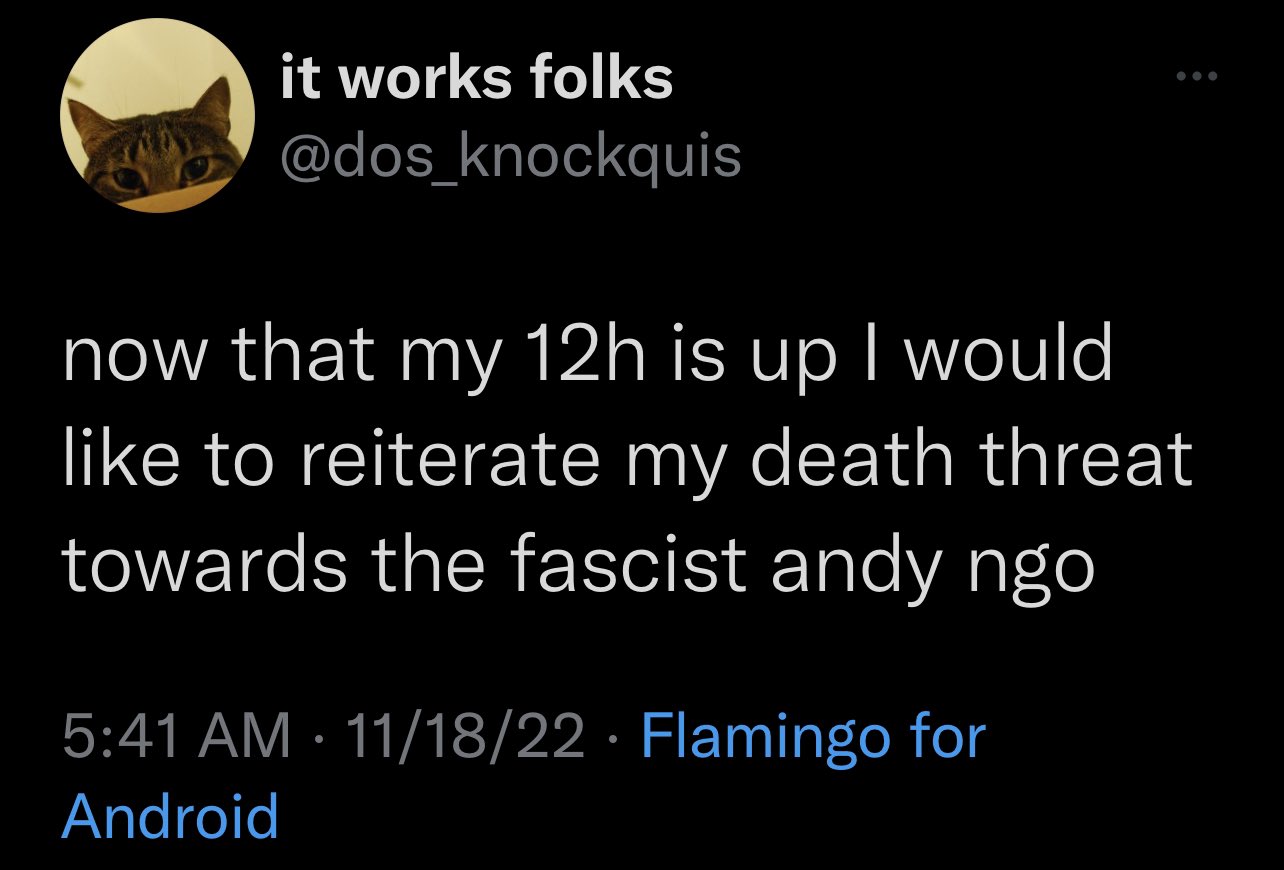 it works folks
@dos_knockquis
now that my 12h is up I would
like to reiterate my death threat
towards the fascist andy ngo
5:41 AM · 11/18/22 · Flamingo for
Android